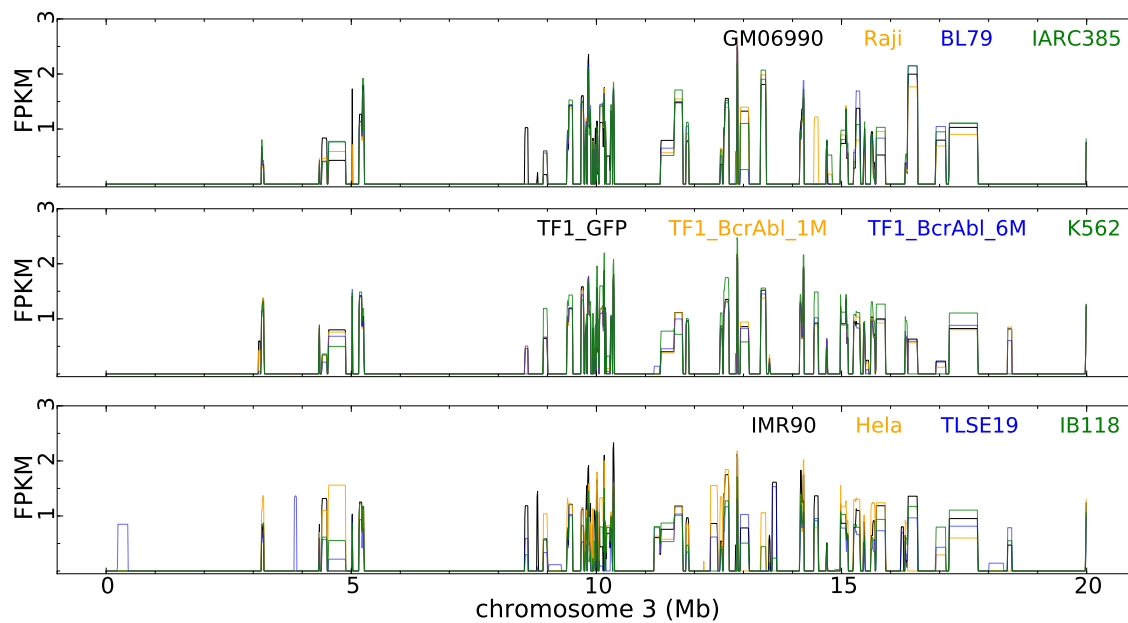 3
GM06990 Raji BL79 IARC385
2
FPKM
1
3
TF1_GFP TF1_BcrAbl_1M TF1_BcrAbl_6M K562
2
FPKM
1
3
IMR90 Hela TLSE19 IB118
2
FPKM
1
0 5 10 15 20
chromosome 3 (Mb)